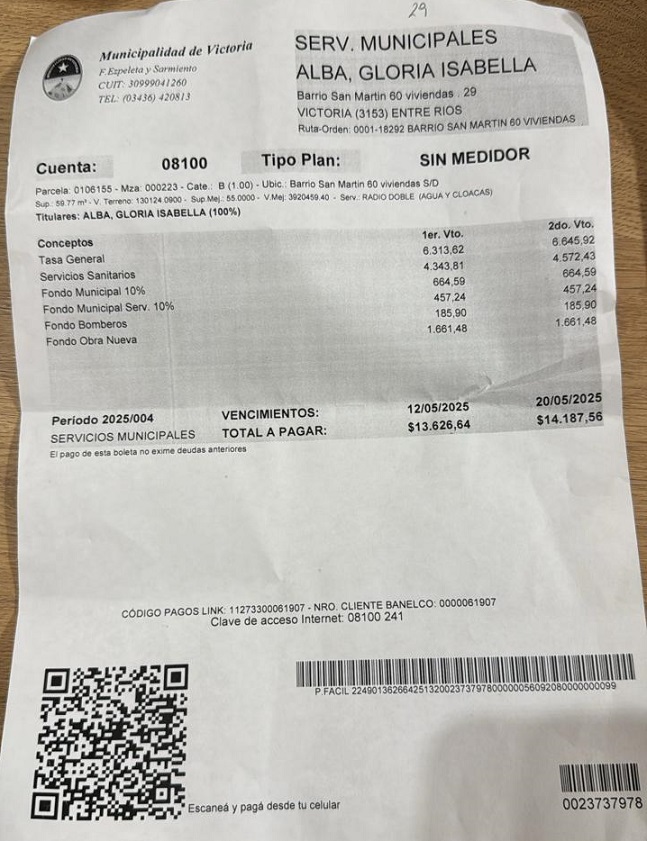 29
Municipalidad de Victoria
F. Ezpeleta y Sarmiento
CUIT: 30999041260
TEL: (03436) 420813
SERV. MUNICIPALES
ALBA, GLORIA ISABELLA
Barrio San Martin 60 viviendas . 29
VICTORIA (3153) ENTRE RIOS
Ruta-Orden: 0001-18292 BARRIO SAN MARTIN 60 VIVIENDAS
Cuenta: 08100 Tipo Plan: SIN MEDIDOR
Parcela: 0106155 - Mza: 000223 - Cate.: B (1.00) - Ubic.: Barrio San Martin 60 viviendas S/D
Sup.: 59.77 m² - V. Terreno: 130124.0900 - Sup.Mej.: 55.0000 - V.Mej: 3920459.40 - Serv.: RADIO DOBLE (AGUA Y CLOACAS)
Titulares: ALBA, GLORIA ISABELLA (100%)
Conceptos 1er. Vto. 2do. Vto.
Tasa General 6.313,62 6.645,92
Servicios Sanitarios 4.343,81 4.572,43
Fondo Municipal 10% 664,59 664,59
Fondo Municipal Serv. 10% 457,24 457,24
Fondo Bomberos 185,90 185,90
Fondo Obra Nueva 1.661,48 1.661,48
Período 2025/004 VENCIMIENTOS: 12/05/2025 20/05/2025
SERVICIOS MUNICIPALES TOTAL A PAGAR: $13.626,64 $14.187,56
El pago de esta boleta no exime deudas anteriores
CÓDIGO PAGOS LINK: 11273300061907 - NRO. CLIENTE BANELCO: 0000061907
Clave de acceso Internet: 08100 241
P.FACIL 2249013626642513200237379780000005609208000000099
Escaneá y pagá desde tu celular
0023737978